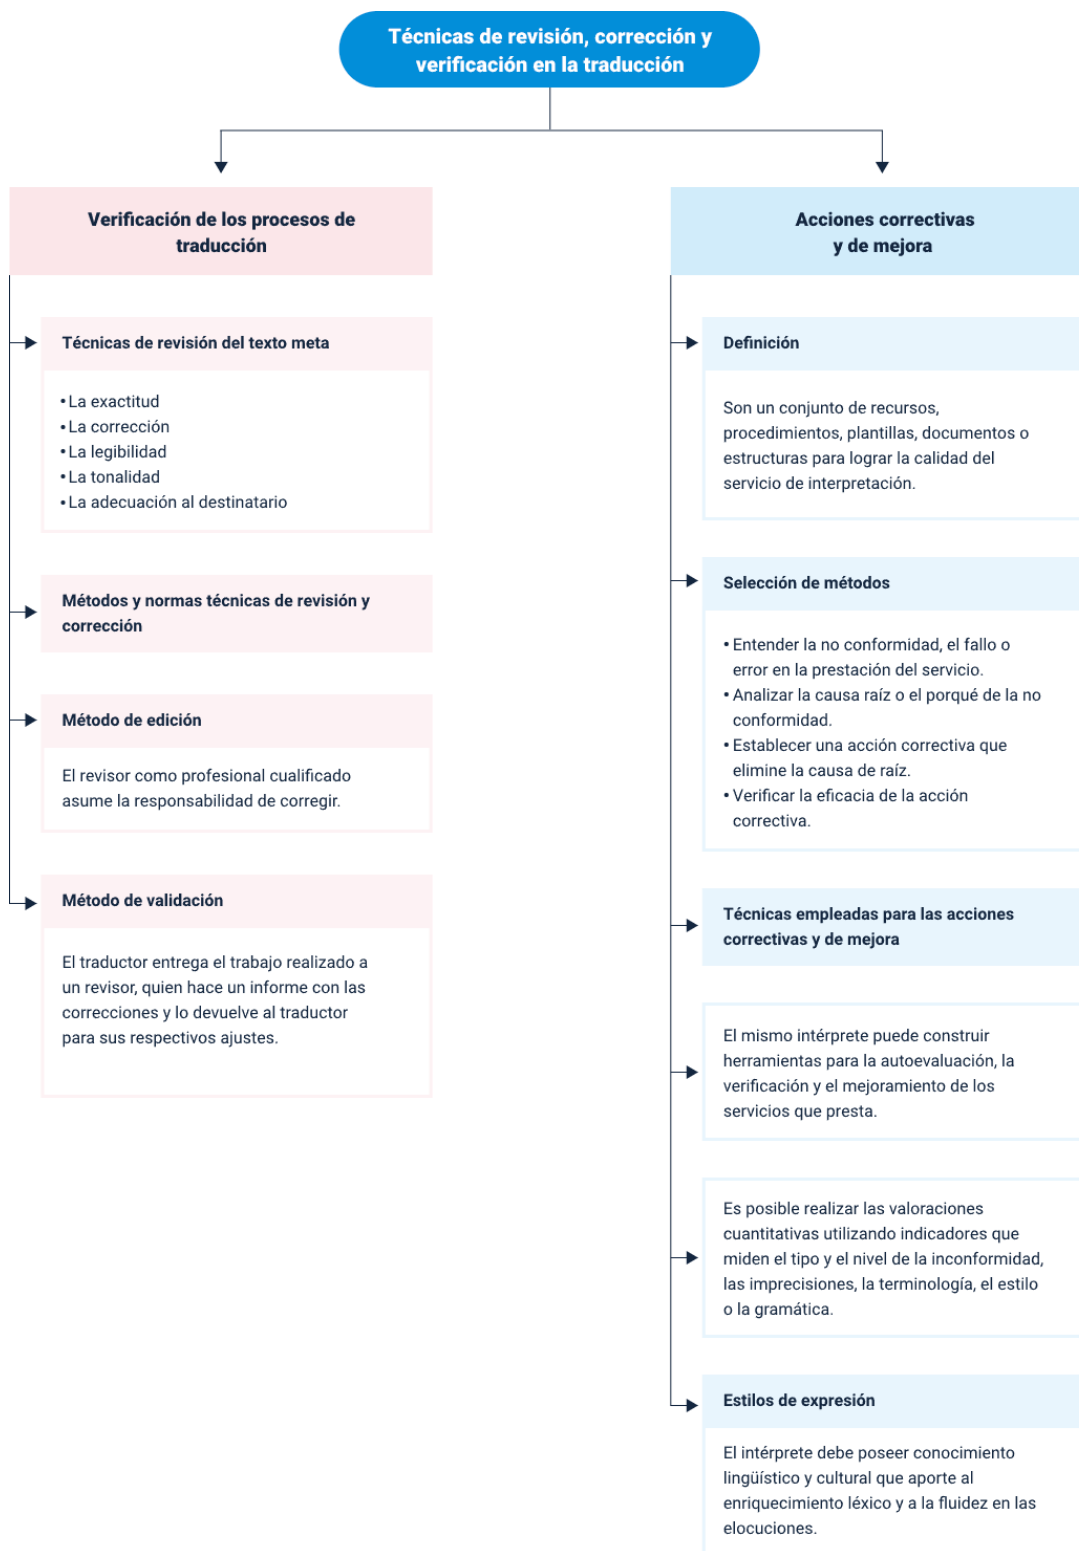 Técnicas de revisión, corrección y
verificación en la traducción
Verificación de los procesos de
traducción
Técnicas de revisión del texto meta
• La exactitud
• La corrección
• La legibilidad
• La tonalidad
• La adecuación al destinatario
Métodos y normas técnicas de revisión y
corrección
Método de edición
El revisor como profesional cualificado
asume la responsabilidad de corregir.
Método de validación
El traductor entrega el trabajo realizado a
un revisor, quien hace un informe con las
correcciones y lo devuelve al traductor
para sus respectivos ajustes.
Acciones correctivas
y de mejora
Definición
Son un conjunto de recursos,
procedimientos, plantillas, documentos o
estructuras para lograr la calidad del
servicio de interpretación.
Selección de métodos
• Entender la no conformidad, el fallo o
error en la prestación del servicio.
• Analizar la causa raíz o el porqué de la no
conformidad.
• Establecer una acción correctiva que
elimine la causa de raíz.
• Verificar la eficacia de la acción
correctiva.
Técnicas empleadas para las acciones
correctivas y de mejora
El mismo intérprete puede construir
herramientas para la autoevaluación, la
verificación y el mejoramiento de los
servicios que presta.
Es posible realizar las valoraciones
cuantitativas utilizando indicadores que
miden el tipo y el nivel de la inconformidad,
las imprecisiones, la terminología, el estilo
o la gramática.
Estilos de expresión
El intérprete debe poseer conocimiento
lingüístico y cultural que aporte al
enriquecimiento léxico y a la fluidez en las
elocuciones.